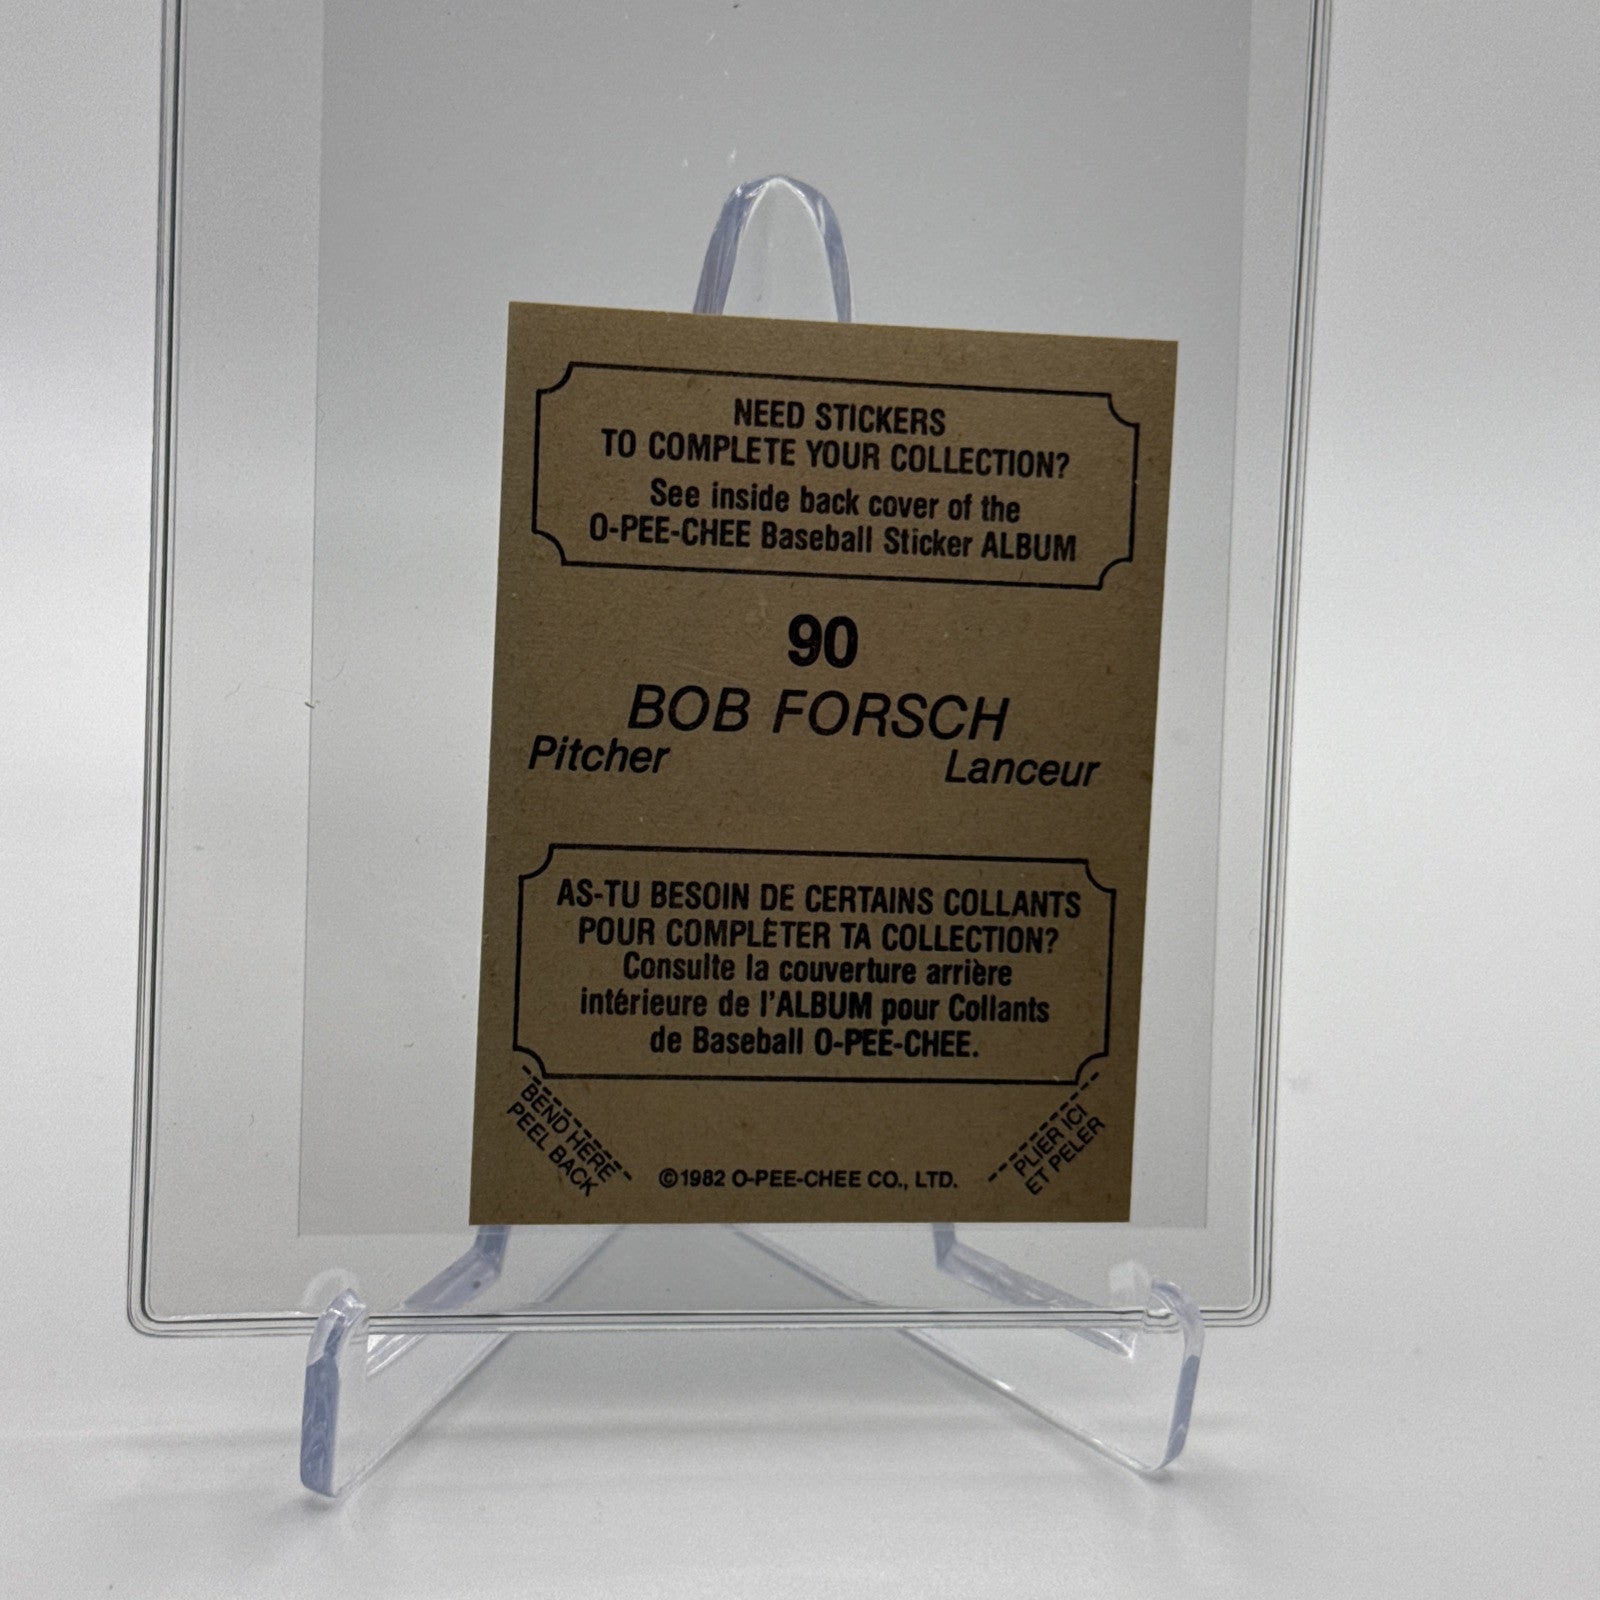 NEED STICKERS
TO COMPLETE YOUR COLLECTION?
See inside back cover of the
O-PEE-CHEE Baseball Sticker ALBUM
90
BOB FORSCH
Pitcher Lanceur
AS-TU BESOIN DE CERTAINS COLLANTS
POUR COMPLÉTER TA COLLECTION?
Consulte la couverture arrière
intérieure de l'ALBUM pour Collants
de Baseball O-PEE-CHEE.
BEND HERE
PEEL BACK
©1982 O-PEE-CHEE CO., LTD.
PLIER ICI
ET PELER